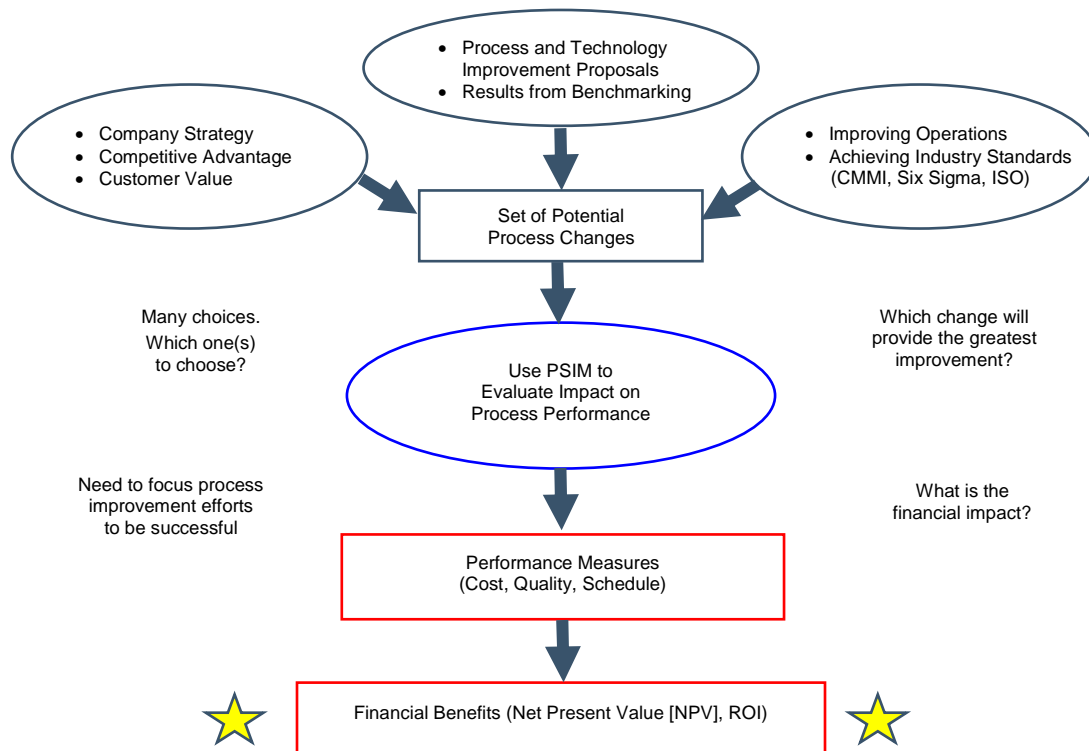 • Process and Technology
Improvement Proposals
• Results from Benchmarking
• Company Strategy
• Competitive Advantage
• Customer Value
• Improving Operations
• Achieving Industry Standards
(CMMI, Six Sigma, ISO)
Set of Potential
Process Changes
Many choices.
Which one(s)
to choose?
Which change will
provide the greatest
improvement?
Use PSIM to
Evaluate Impact on
Process Performance
Need to focus process
improvement efforts
to be successful
What is the
financial impact?
Performance Measures
(Cost, Quality, Schedule)
Financial Benefits (Net Present Value [NPV], ROI)